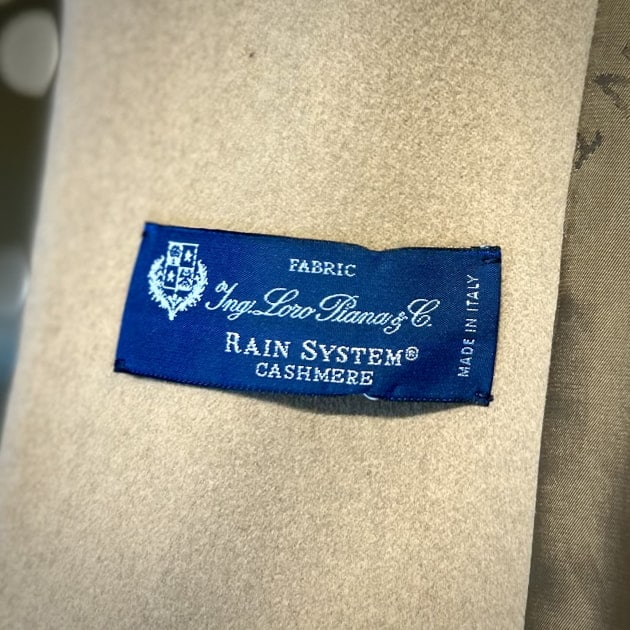 FABRIC
Ing. Loro Piana & C.
RAIN SYSTEM®
CASHMERE
MADE IN ITALY